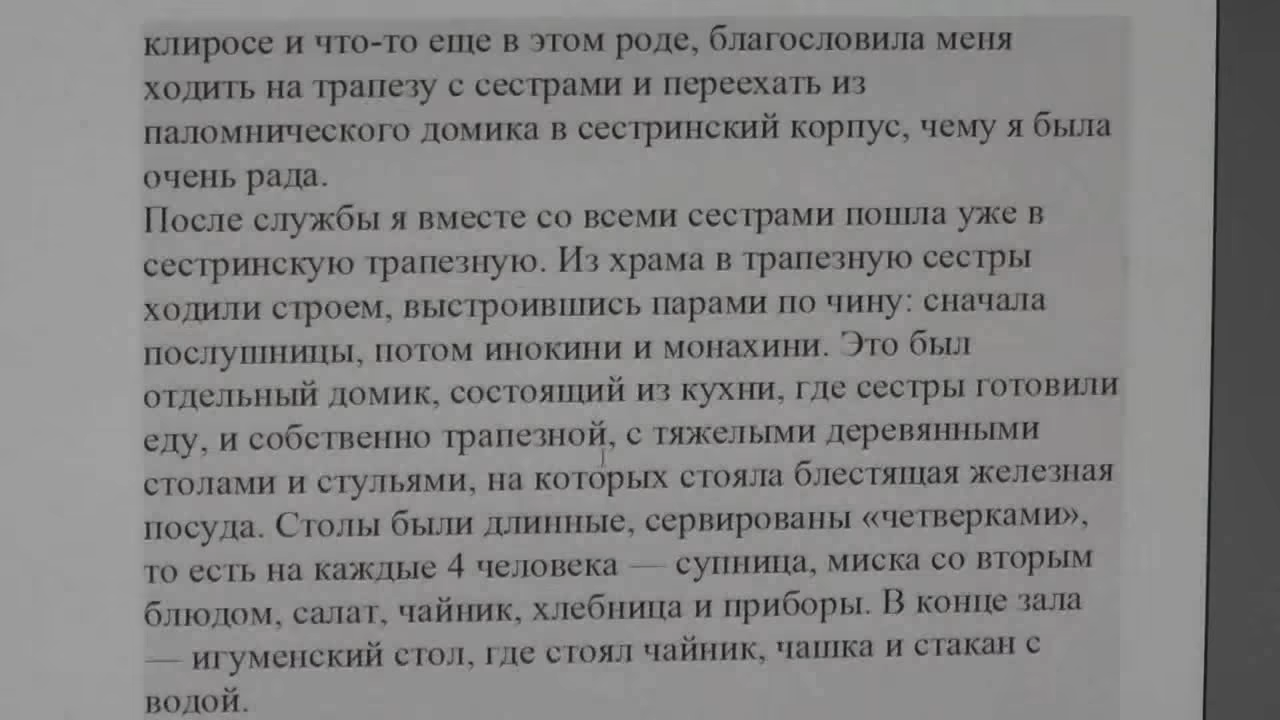 клиросе и что-то еще в этом роде, благословила меня
ходить на трапезу с сестрами и переехать из
паломнического домика в сестринский корпус, чему я была
очень рада.
После службы я вместе со всеми сестрами пошла уже в
сестринскую трапезную. Из храма в трапезную сестры
ходили строем, выстроившись парами по чину: сначала
послушницы, потом инокини и монахини. Это был
отдельный домик, состоящий из кухни, где сестры готовили
еду, и собственно трапезной, с тяжелыми деревянными
столами и стульями, на которых стояла блестящая железная
посуда. Столы были длинные, сервированы «четверками»,
то есть на каждые 4 человека — супница, миска со вторым
блюдом, салат, чайник, хлебница и приборы. В конце зала
— игуменский стол, где стоял чайник, чашка и стакан с
водой.